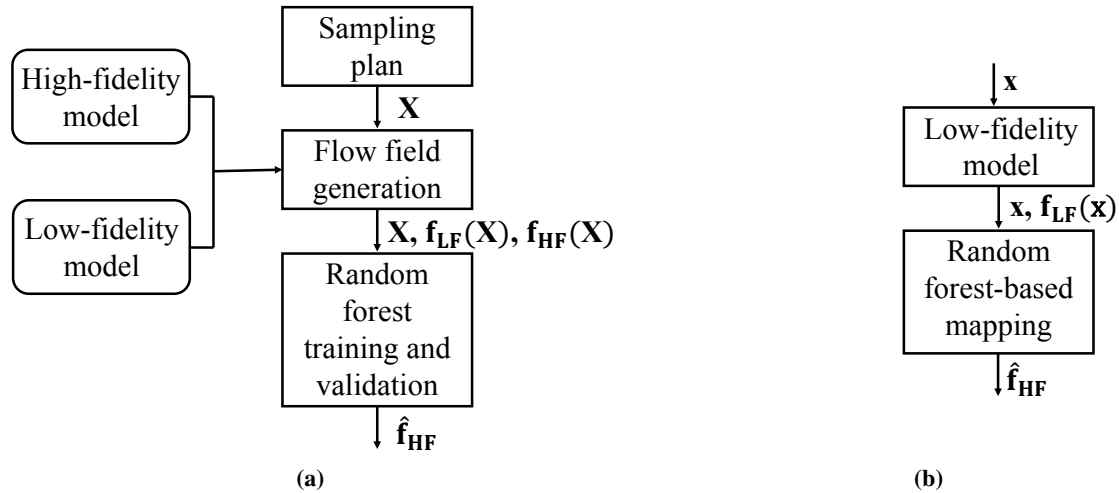 Sampling
plan
High-fidelity
model
X
Flow field
generation
Low-fidelity
model
X, f_LF(X), f_HF(X)
Random
forest
training and
validation
f̂_HF
(a)
x
Low-fidelity
model
x, f_LF(x)
Random
forest-based
mapping
f̂_HF
(b)